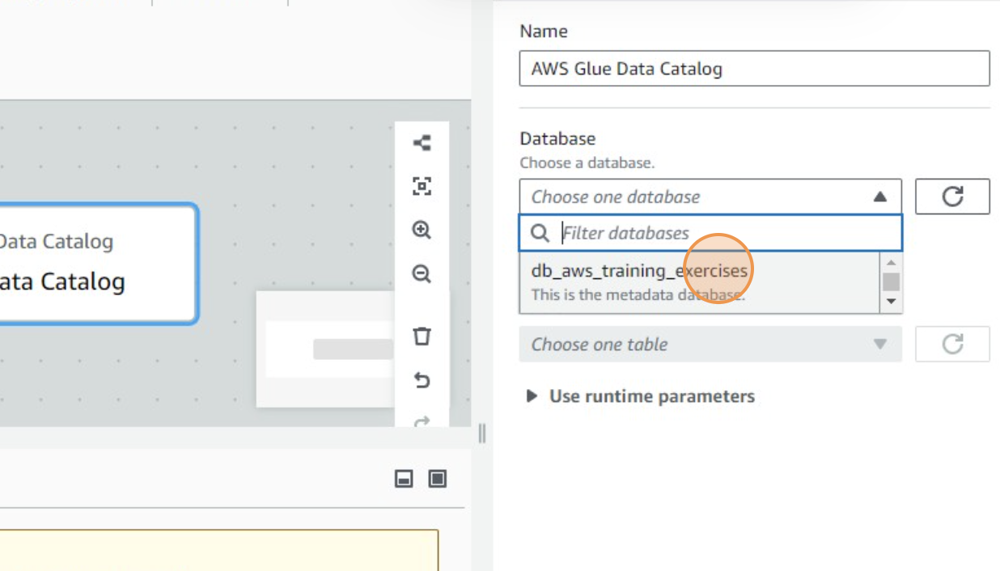 Name
AWS Glue Data Catalog
Database
Choose a database.
Choose one database
Filter databases
db_aws_training_exercises
This is the metadata database.
Choose one table
Use runtime parameters
Data Catalog
ata Catalog